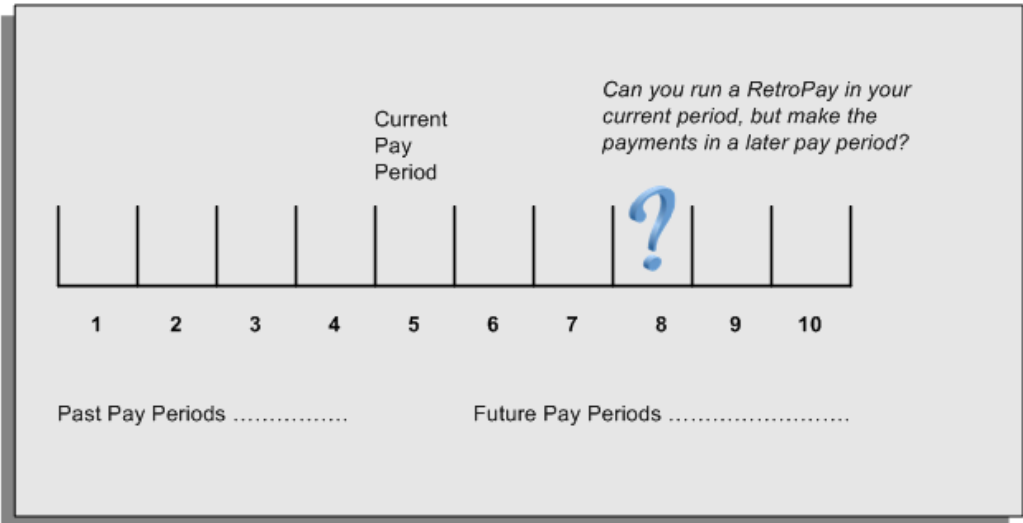 Can you run a RetroPay in your
current period, but make the
payments in a later pay period?
Current
Pay
Period
?
1 2 3 4 5 6 7 8 9 10
Past Pay Periods ................
Future Pay Periods .........................